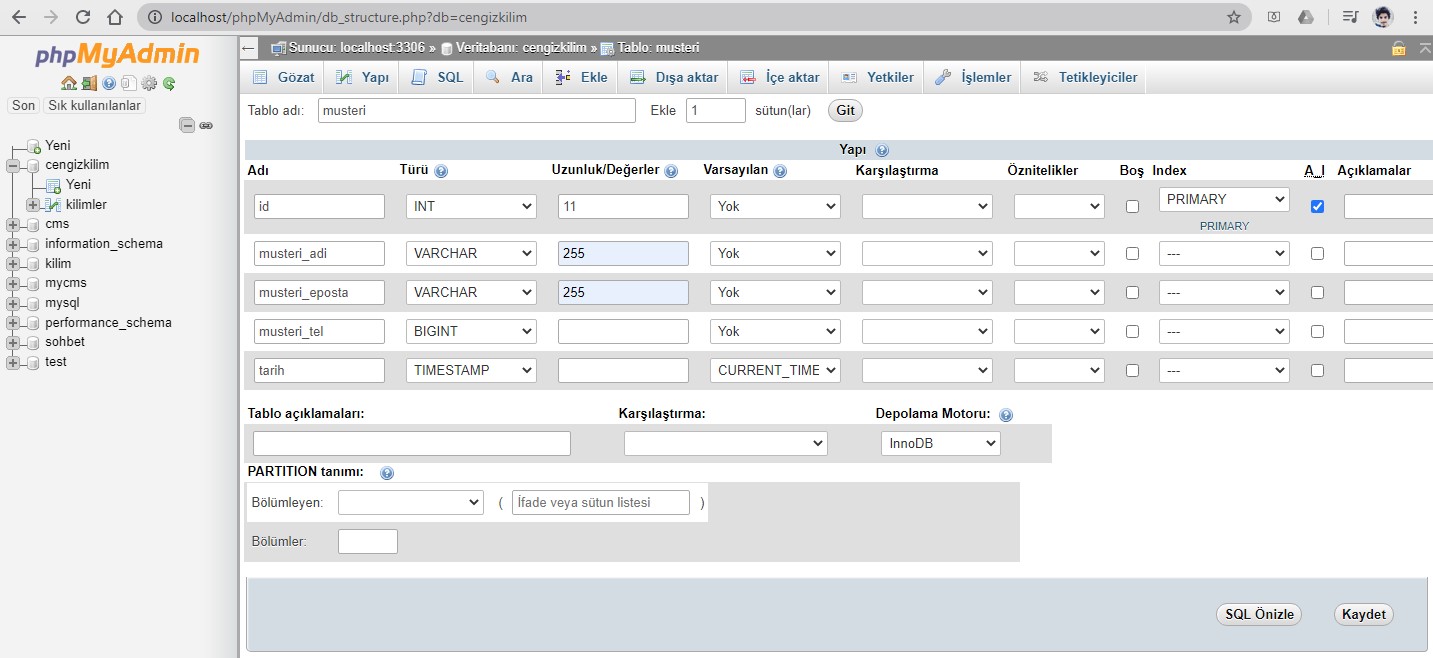 localhost/phpMyAdmin/db_structure.php?db=cengizkilim
phpMyAdmin
Son Sık kullanılanlar
Yeni
cengizkilim
Yeni
kilimler
cms
information_schema
kilim
mycms
mysql
performance_schema
sohbet
test
Sunucu: localhost:3306 » Veritabanı: cengizkilim » Tablo: musteri
Gözat Yapı SQL Ara Ekle Dışa aktar İçe aktar Yetkiler İşlemler Tetikleyiciler
Tablo adı: musteri Ekle 1 sütun(lar) Git
Yapı
Adı Türü Uzunluk/Değerler Varsayılan Karşılaştırma Öznitelikler Boş Index A_I Açıklamalar
id INT 11 Yok PRIMARY
PRIMARY
musteri_adi VARCHAR 255 Yok ---
musteri_eposta VARCHAR 255 Yok ---
musteri_tel BIGINT Yok ---
tarih TIMESTAMP CURRENT_TIME ---
Tablo açıklamaları: Karşılaştırma: Depolama Motoru:
InnoDB
PARTITION tanımı:
Bölümleyen: ( İfade veya sütun listesi )
Bölümler:
SQL Önizle Kaydet